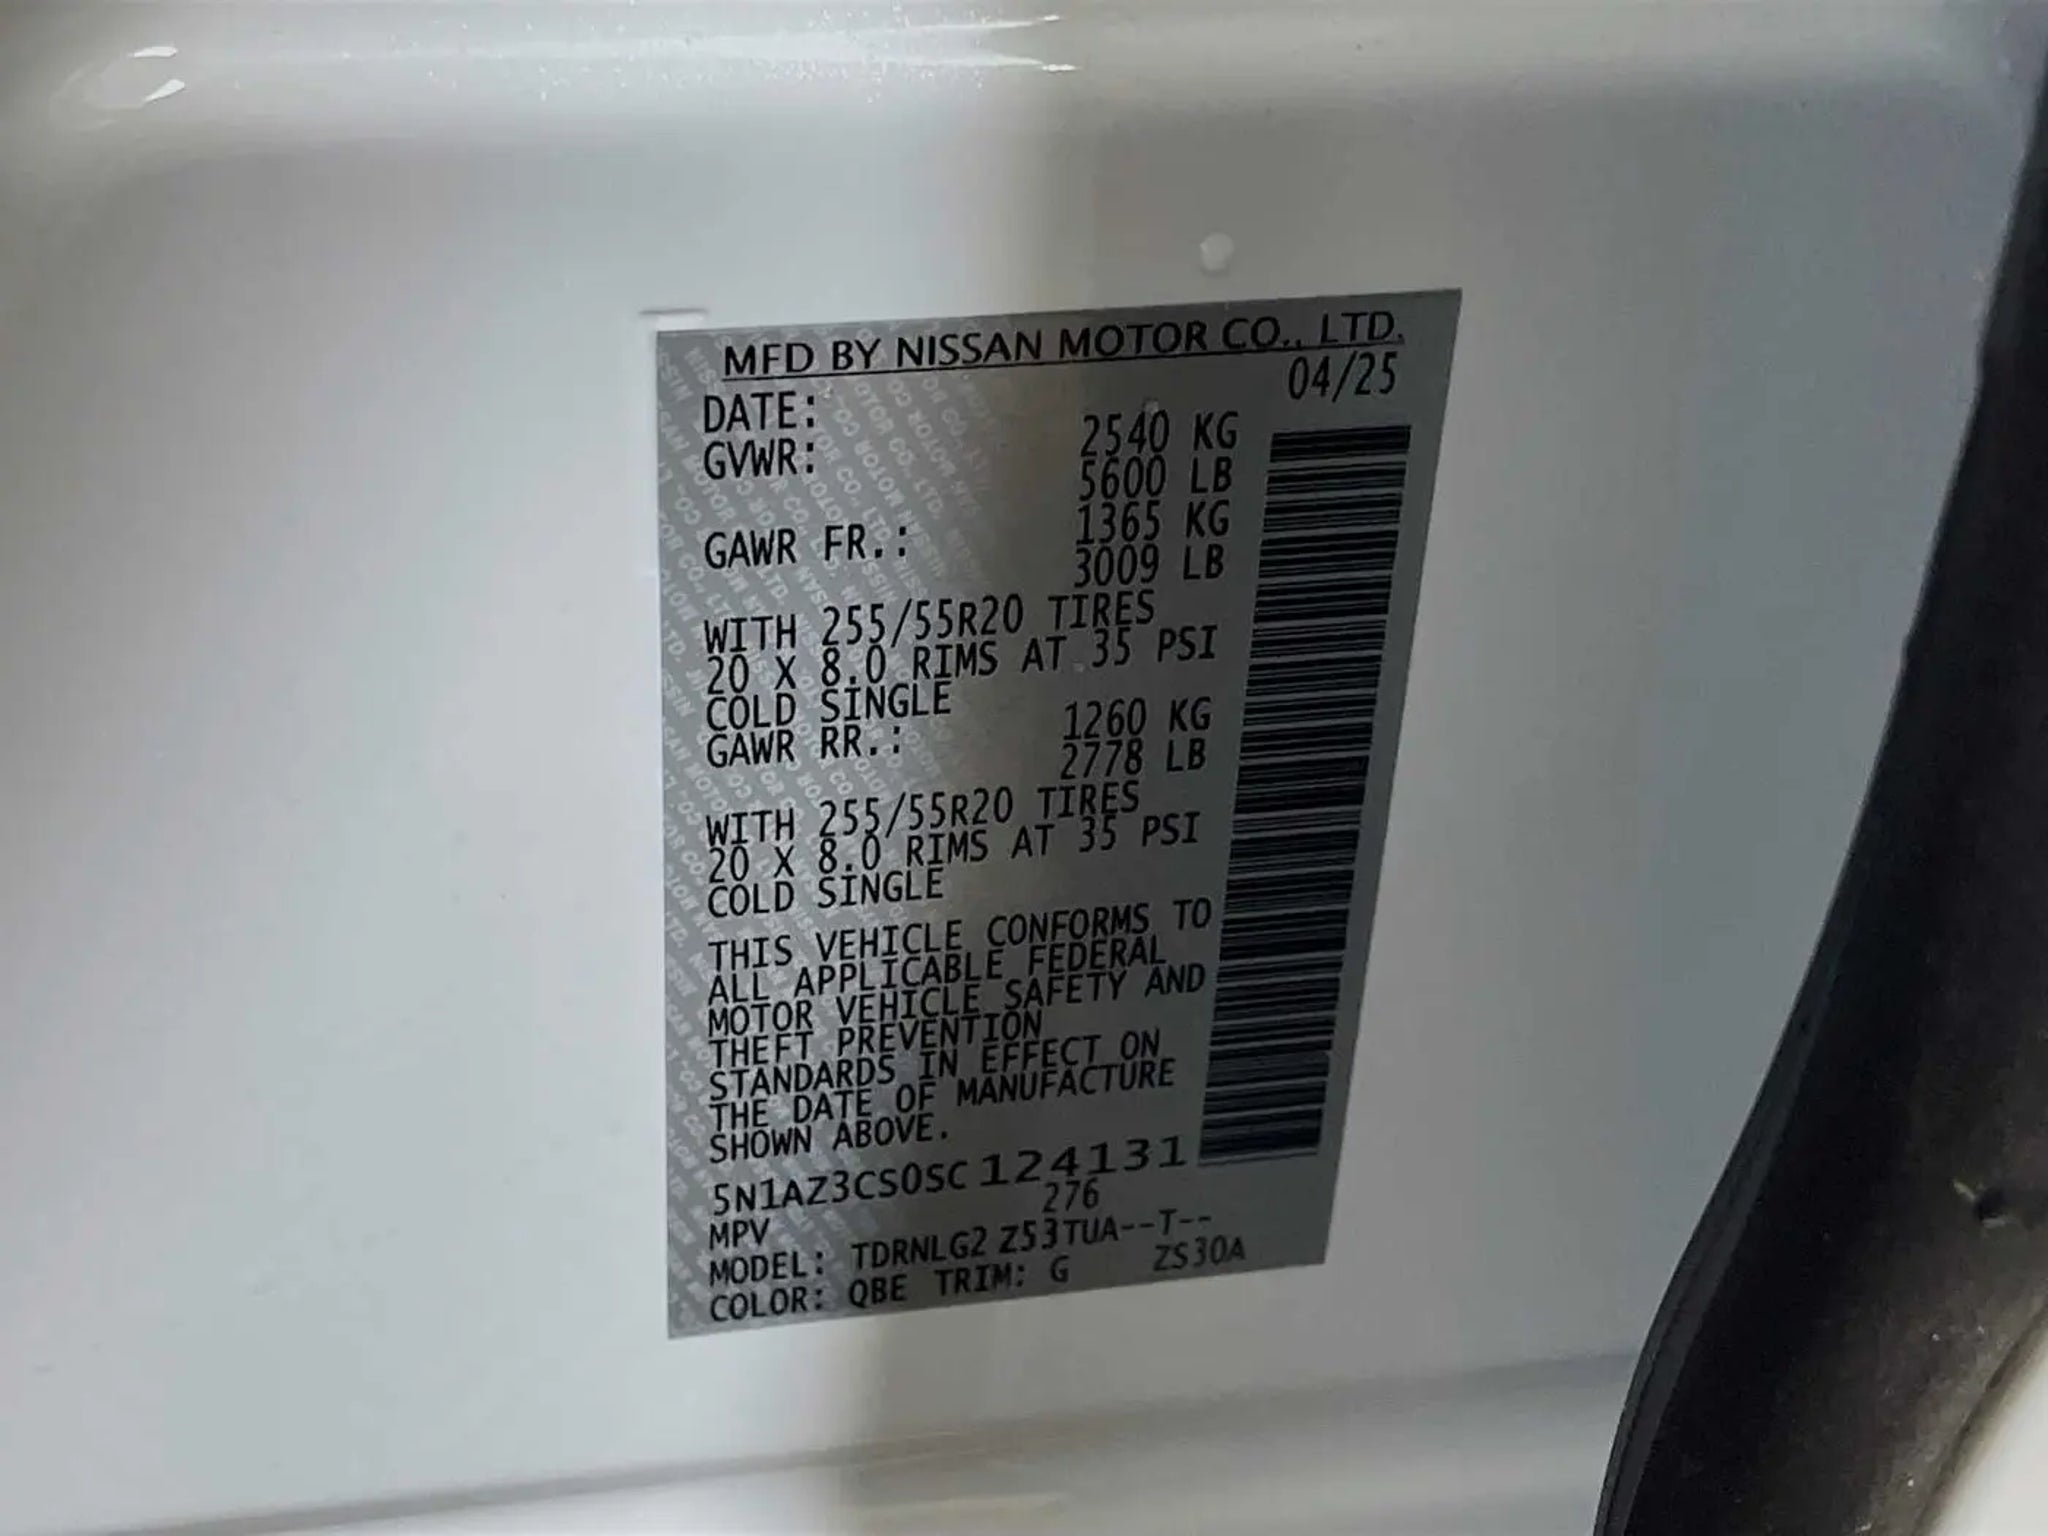 MFD BY NISSAN MOTOR CO., LTD.
DATE: 04/25
GVWR: 2540 KG
5600 LB
GAWR FR.: 1365 KG
3009 LB
WITH 255/55R20 TIRES
20 X 8.0 RIMS AT 35 PSI
COLD SINGLE
GAWR RR.: 1260 KG
2778 LB
WITH 255/55R20 TIRES
20 X 8.0 RIMS AT 35 PSI
COLD SINGLE
THIS VEHICLE CONFORMS TO
ALL APPLICABLE FEDERAL
MOTOR VEHICLE SAFETY AND
THEFT PREVENTION
STANDARDS IN EFFECT ON
THE DATE OF MANUFACTURE
SHOWN ABOVE.
5N1AZ3CS0SC124131
MPV 276
MODEL: TDRNLG2 Z53TUA--T--
COLOR: QBE TRIM: G ZS30A